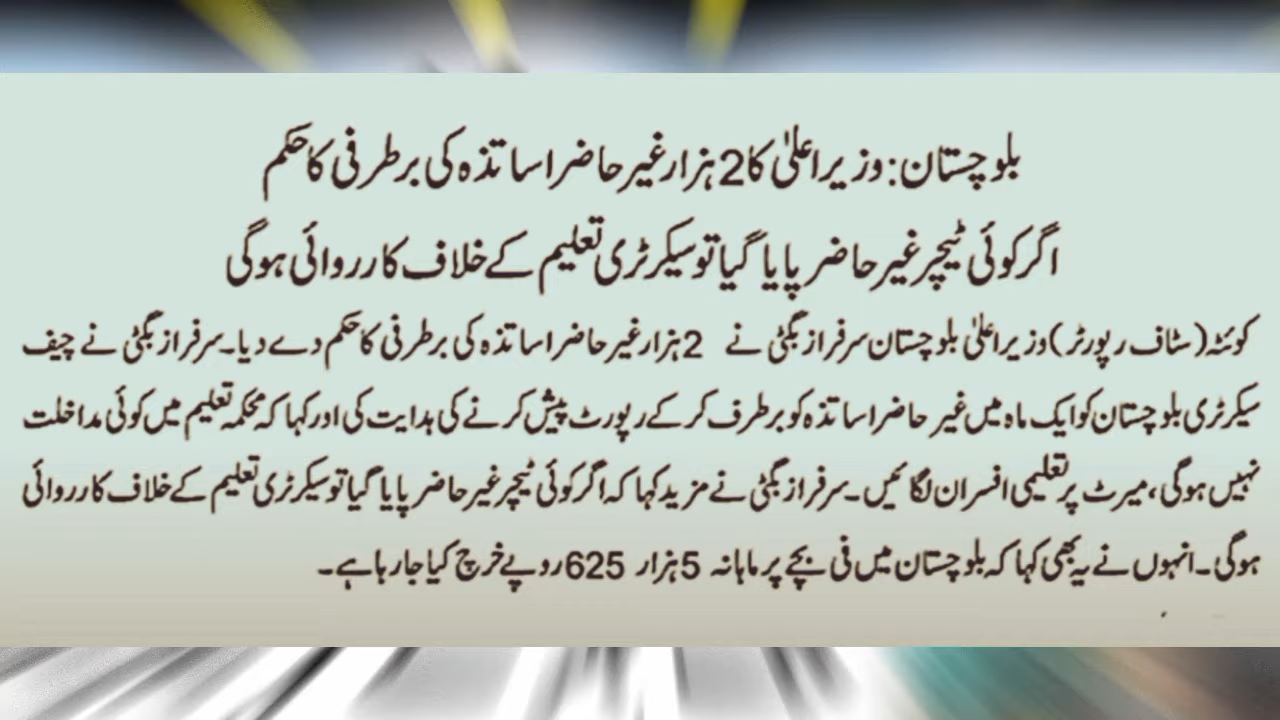 بلوچستان: وزیراعلیٰ کا 2 ہزار غیر حاضر اساتذہ کی برطرفی کا حکم
اگر کوئی ٹیچر غیر حاضر پایا گیا تو سیکرٹری تعلیم کے خلاف کارروائی ہوگی
کوئٹہ (سٹاف رپورٹر) وزیراعلیٰ بلوچستان سرفراز بگٹی نے 2 ہزار غیر حاضر اساتذہ کی برطرفی کا حکم دے دیا۔ سرفراز بگٹی نے چیف
سیکرٹری بلوچستان کو ایک ماہ میں غیر حاضر اساتذہ کو برطرف کر کے رپورٹ پیش کرنے کی ہدایت کی اور کہا کہ محکمہ تعلیم میں کوئی مداخلت
نہیں ہوگی، میرٹ پر تعلیمی افسران لگائیں۔ سرفراز بگٹی نے مزید کہا کہ اگر کوئی ٹیچر غیر حاضر پایا گیا تو سیکرٹری تعلیم کے خلاف کارروائی
ہوگی۔ انہوں نے یہ بھی کہا کہ بلوچستان میں فی بچے پر ماہانہ 5 ہزار 625 روپے خرچ کیا جا رہا ہے۔